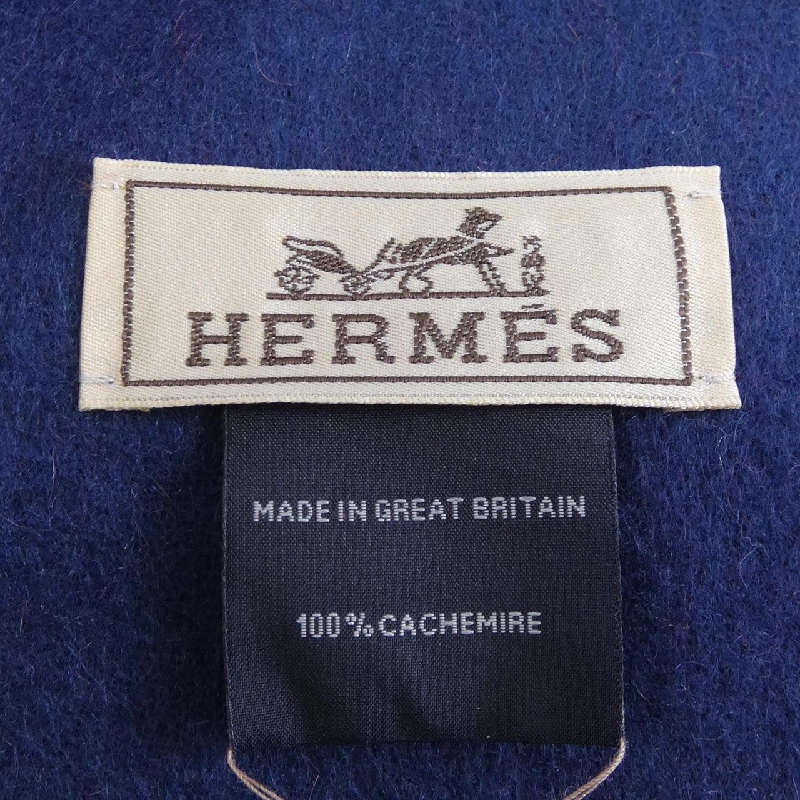 HERMÈS
MADE IN GREAT BRITAIN
100% CACHEMIRE